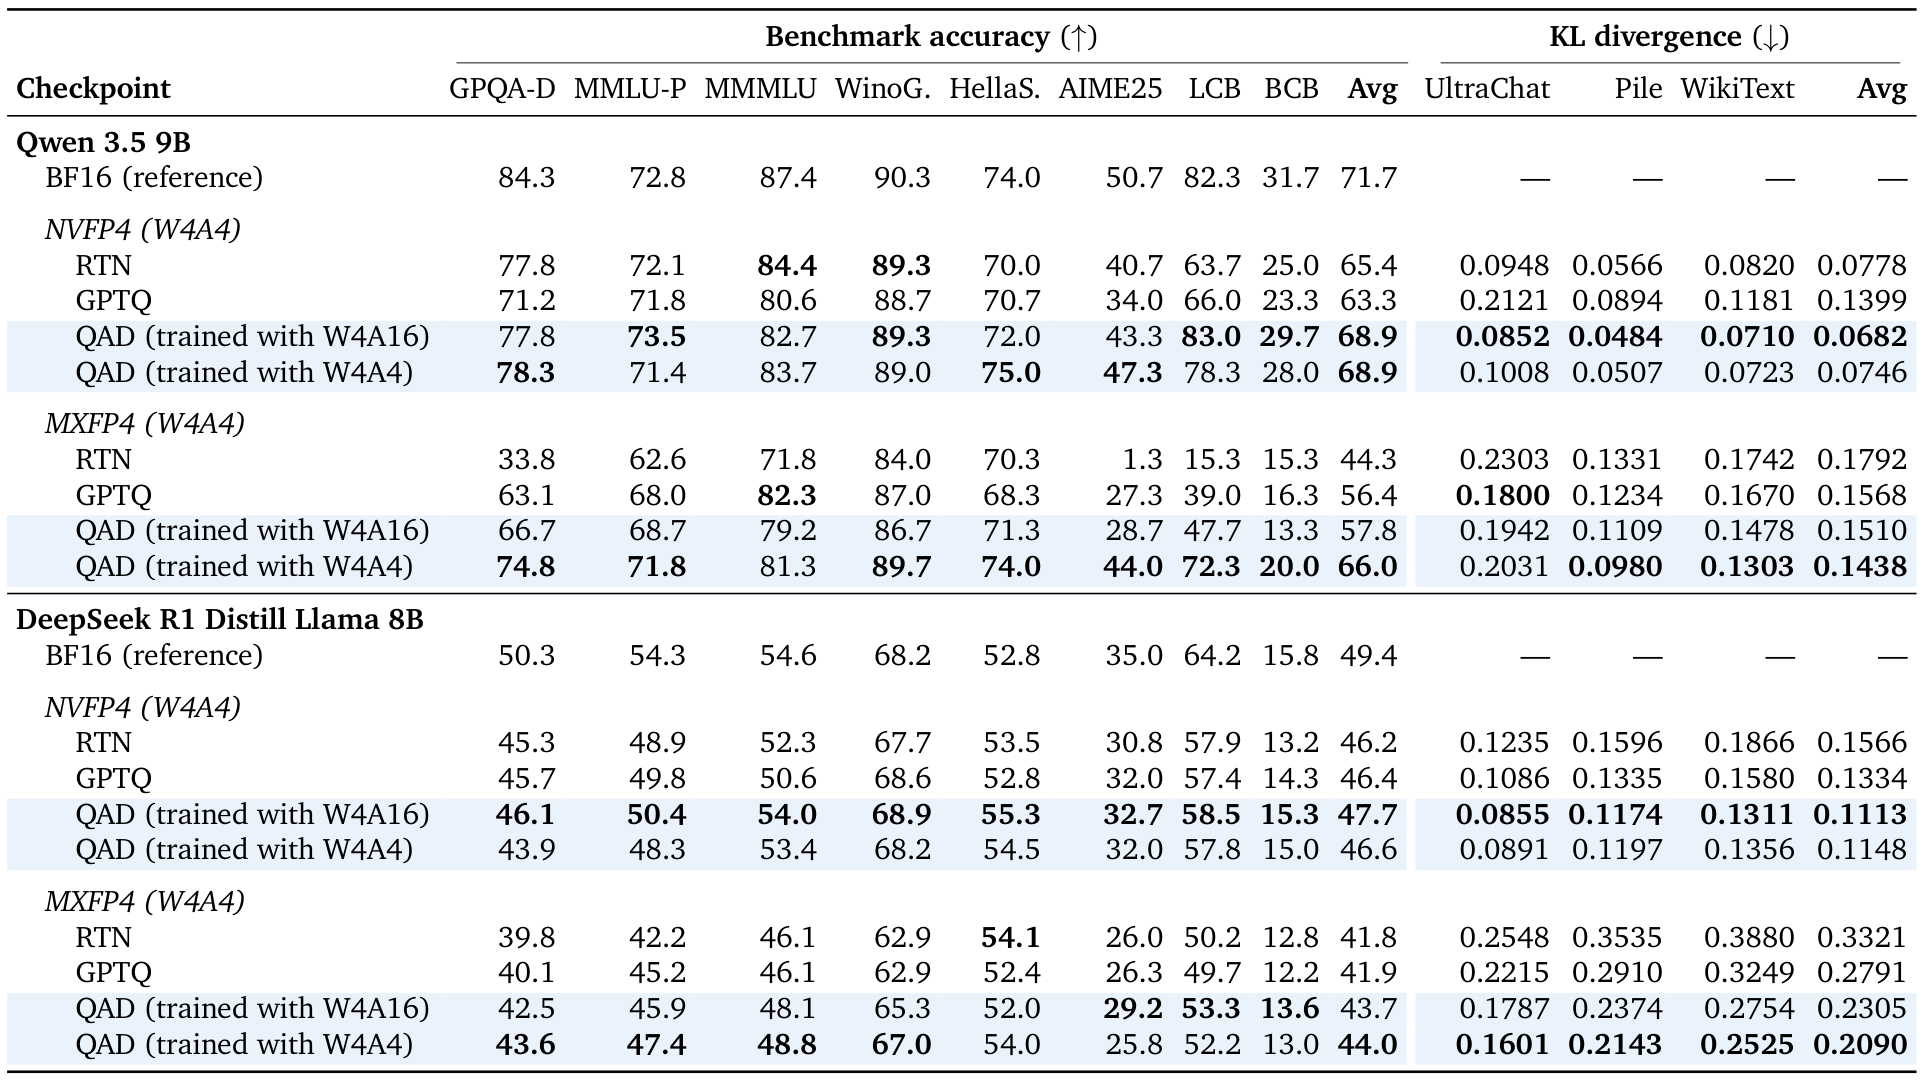 Benchmark accuracy (↑) KL divergence (↓)
Checkpoint GPQA-D MMLU-P MMMLU WinoG. HellaS. AIME25 LCB BCB Avg UltraChat Pile WikiText Avg
Qwen 3.5 9B
BF16 (reference) 84.3 72.8 87.4 90.3 74.0 50.7 82.3 31.7 71.7 — — — —
NVFP4 (W4A4)
RTN 77.8 72.1 84.4 89.3 70.0 40.7 63.7 25.0 65.4 0.0948 0.0566 0.0820 0.0778
GPTQ 71.2 71.8 80.6 88.7 70.7 34.0 66.0 23.3 63.3 0.2121 0.0894 0.1181 0.1399
QAD (trained with W4A16) 77.8 73.5 82.7 89.3 72.0 43.3 83.0 29.7 68.9 0.0852 0.0484 0.0710 0.0682
QAD (trained with W4A4) 78.3 71.4 83.7 89.0 75.0 47.3 78.3 28.0 68.9 0.1008 0.0507 0.0723 0.0746
MXFP4 (W4A4)
RTN 33.8 62.6 71.8 84.0 70.3 1.3 15.3 15.3 44.3 0.2303 0.1331 0.1742 0.1792
GPTQ 63.1 68.0 82.3 87.0 68.3 27.3 39.0 16.3 56.4 0.1800 0.1234 0.1670 0.1568
QAD (trained with W4A16) 66.7 68.7 79.2 86.7 71.3 28.7 47.7 13.3 57.8 0.1942 0.1109 0.1478 0.1510
QAD (trained with W4A4) 74.8 71.8 81.3 89.7 74.0 44.0 72.3 20.0 66.0 0.2031 0.0980 0.1303 0.1438
DeepSeek R1 Distill Llama 8B
BF16 (reference) 50.3 54.3 54.6 68.2 52.8 35.0 64.2 15.8 49.4 — — — —
NVFP4 (W4A4)
RTN 45.3 48.9 52.3 67.7 53.5 30.8 57.9 13.2 46.2 0.1235 0.1596 0.1866 0.1566
GPTQ 45.7 49.8 50.6 68.6 52.8 32.0 57.4 14.3 46.4 0.1086 0.1335 0.1580 0.1334
QAD (trained with W4A16) 46.1 50.4 54.0 68.9 55.3 32.7 58.5 15.3 47.7 0.0855 0.1174 0.1311 0.1113
QAD (trained with W4A4) 43.9 48.3 53.4 68.2 54.5 32.0 57.8 15.0 46.6 0.0891 0.1197 0.1356 0.1148
MXFP4 (W4A4)
RTN 39.8 42.2 46.1 62.9 54.1 26.0 50.2 12.8 41.8 0.2548 0.3535 0.3880 0.3321
GPTQ 40.1 45.2 46.1 62.9 52.4 26.3 49.7 12.2 41.9 0.2215 0.2910 0.3249 0.2791
QAD (trained with W4A16) 42.5 45.9 48.1 65.3 52.0 29.2 53.3 13.6 43.7 0.1787 0.2374 0.2754 0.2305
QAD (trained with W4A4) 43.6 47.4 48.8 67.0 54.0 25.8 52.2 13.0 44.0 0.1601 0.2143 0.2525 0.2090